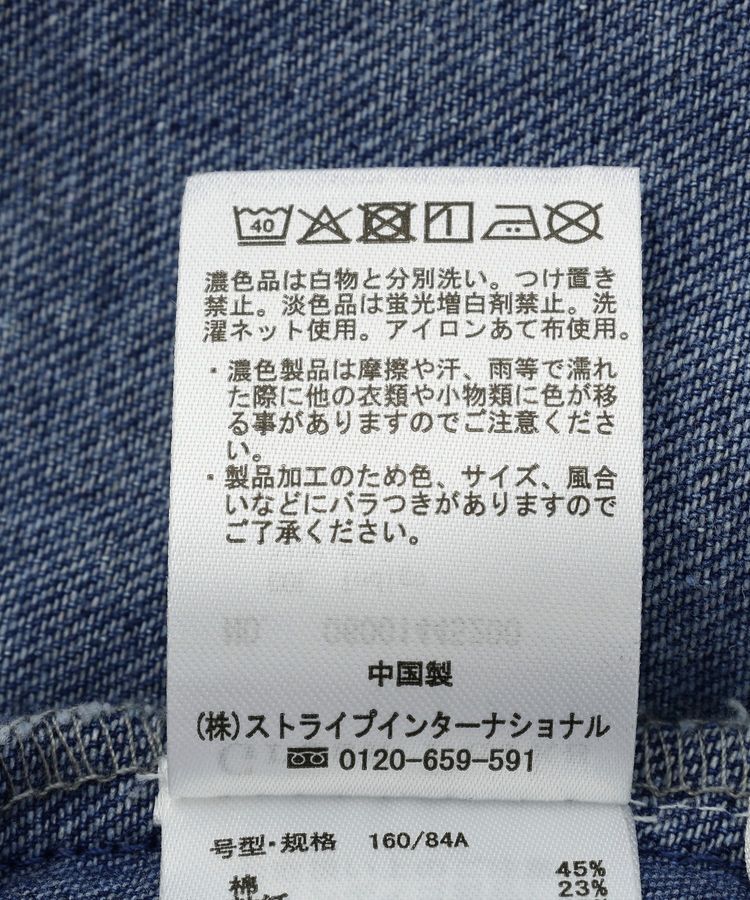 40
濃色品は白物と分別洗い。つけ置き
禁止。淡色品は蛍光増白剤禁止。洗
濯ネット使用。アイロンあて布使用。
・濃色製品は摩擦や汗、雨等で濡れ
た際に他の衣類や小物類に色が移
る事がありますのでご注意くださ
い。
・製品加工のため色、サイズ、風合
いなどにバラつきがありますので
ご了承ください。
中国製
(株)ストライプインターナショナル
0120-659-591
号型・规格 160/84A
45%
棉 23%